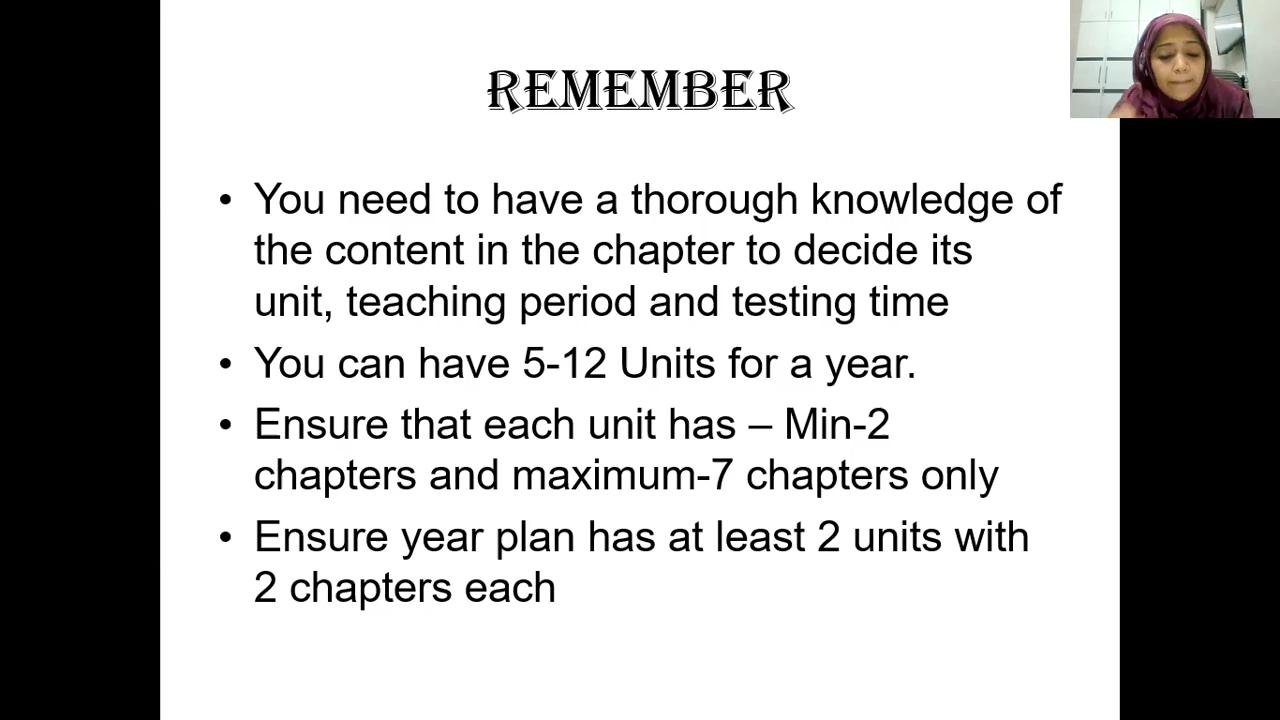 REMEMBER
• You need to have a thorough knowledge of
the content in the chapter to decide its
unit, teaching period and testing time
• You can have 5-12 Units for a year.
• Ensure that each unit has – Min-2
chapters and maximum-7 chapters only
• Ensure year plan has at least 2 units with
2 chapters each